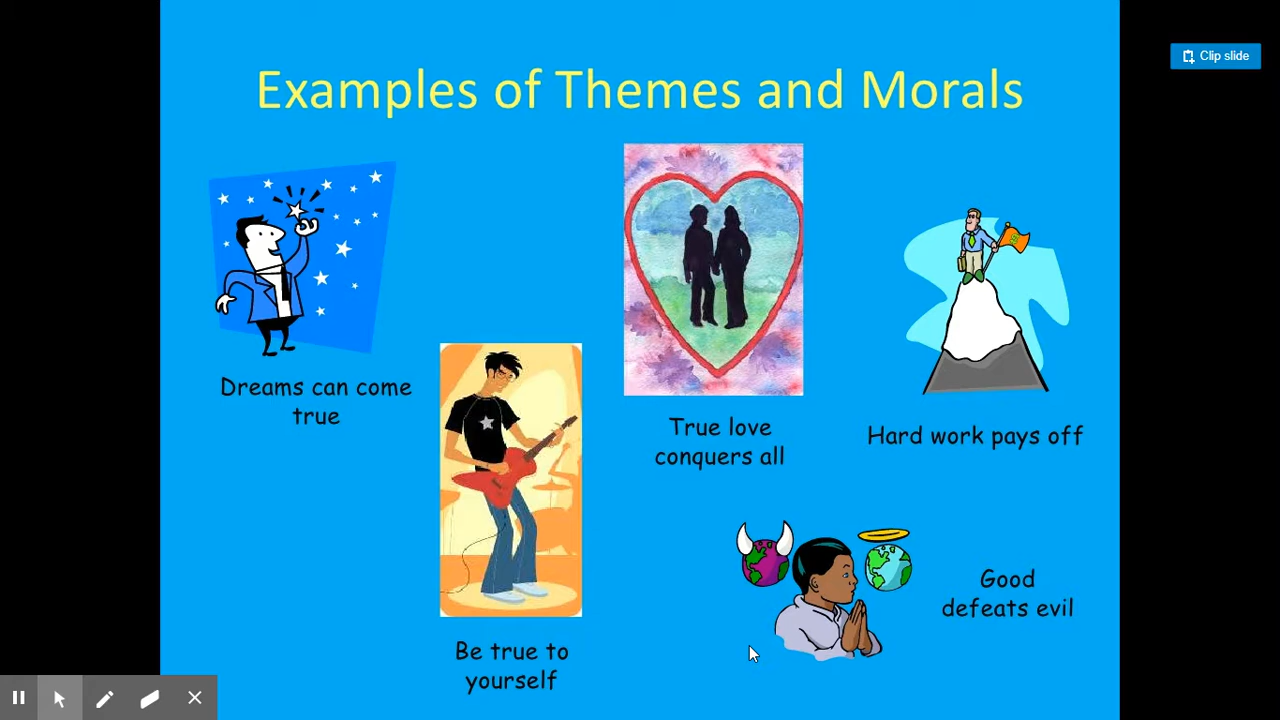 Examples of Themes and Morals
Clip slide
Dreams can come
true
True love
conquers all
Hard work pays off
Be true to
yourself
Good
defeats evil